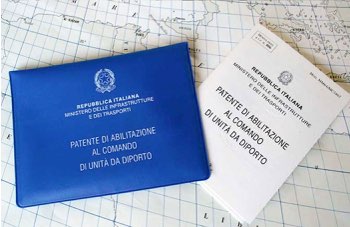 REPUBBLICA ITALIANA
MINISTERO DELLE INFRASTRUTTURE
E DEI TRASPORTI
PATENTE DI ABILITAZIONE
AL COMANDO
DI UNITÀ DA DIPORTO
REPUBBLICA ITALIANA
MINISTERO DELLE INFRASTRUTTURE
E DEI TRASPORTI
PATENTE DI ABILITAZIONE
AL COMANDO
DI UNITÀ DA DIPORTO